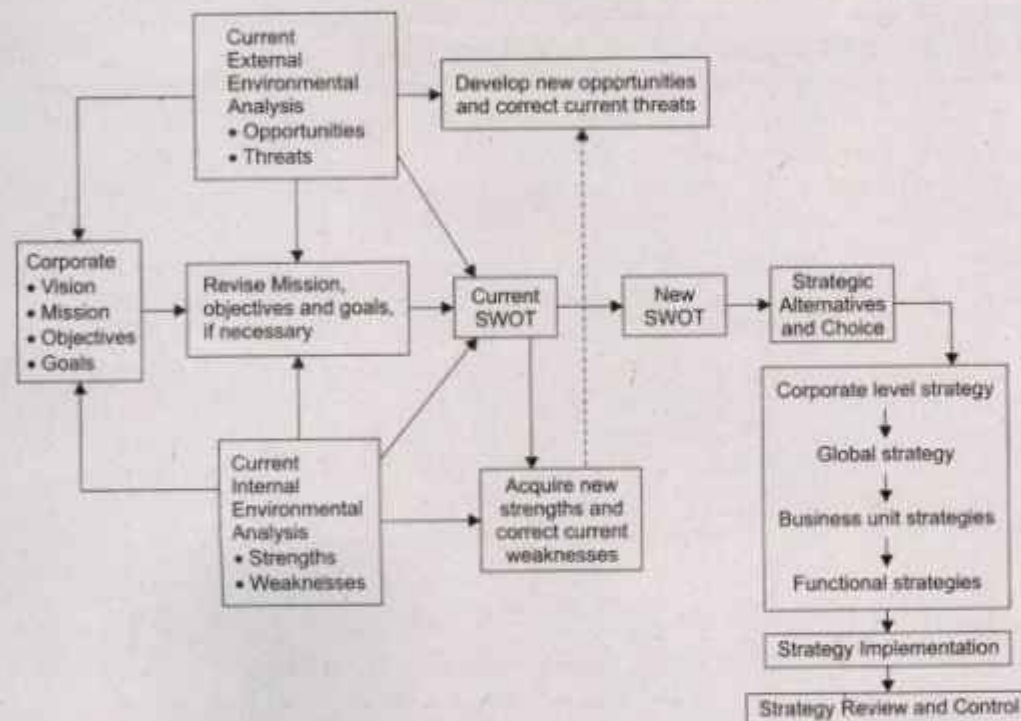 Current
External
Environmental
Analysis
• Opportunities
• Threats
Develop new opportunities
and correct current threats
Corporate
• Vision
• Mission
• Objectives
• Goals
Revise Mission,
objectives and goals,
if necessary
Current
SWOT
New
SWOT
Strategic
Alternatives
and Choice
Current
Internal
Environmental
Analysis
• Strengths
• Weaknesses
Acquire new
strengths and
correct current
weaknesses
Corporate level strategy
Global strategy
Business unit strategies
Functional strategies
Strategy Implementation
Strategy Review and Control